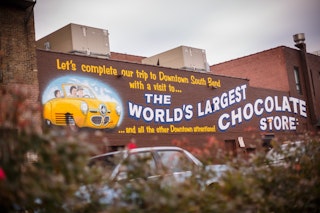 Let's complete our trip to Downtown South Bend
with a visit to...
THE
WORLD'S LARGEST
CHOCOLATE
STORE
...and all the other Downtown attractions!